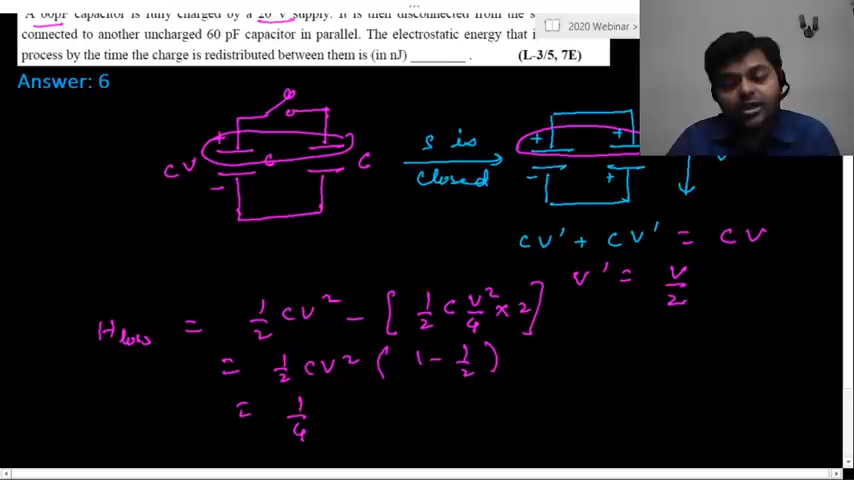 A 60pF capacitor is fully charged by a 20 V supply. It is then disconnected from the s
connected to another uncharged 60 pF capacitor in parallel. The electrostatic energy that i
process by the time the charge is redistributed between them is (in nJ) ________ . (L-3/5, 7E)
2020 Webinar >
Answer: 6
+ +
CV C C
- - +
S is
closed
CV' + CV' = CV
V' = V/2
H loss = 1/2 CV² - [ 1/2 C V²/4 × 2 ]
= 1/2 CV² ( 1 - 1/2 )
= 1/4